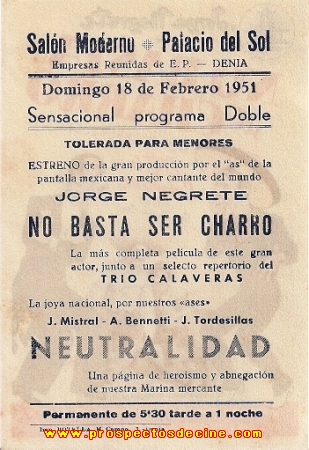 Salón Moderno Palacio del Sol
Empresas Reunidas de E. P. — DENIA
Domingo 18 de Febrero 1951
Sensacional programa Doble
TOLERADA PARA MENORES
ESTRENO de la gran producción por el "as" de la
pantalla mexicana y mejor cantante del mundo
JORGE NEGRETE
NO BASTA SER CHARRO
La más completa película de este gran
actor, junto a un selecto repertorio del
TRIO CALAVERAS
La joya nacional, por nuestros «ases»
J. Mistral - A. Bennetti - J. Tordesillas
NEUTRALIDAD
Una página de heroismo y abnegación
de nuestra Marina mercante
Permanente de 5'30 tarde a 1 noche
www.prospectosdecine.com